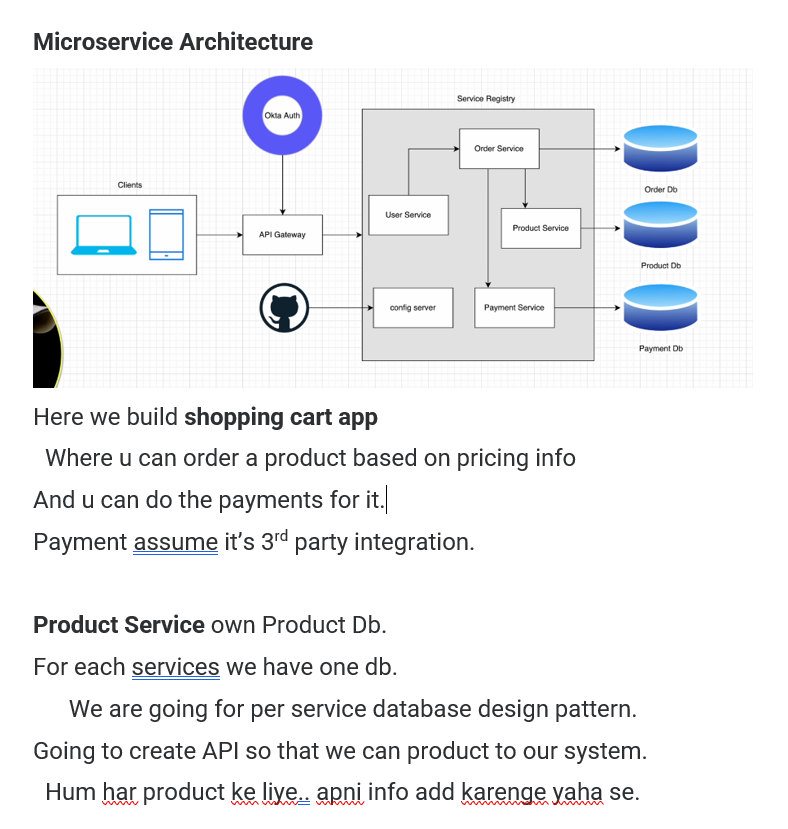 Microservice Architecture
Okta Auth
Service Registry
Order Service
Order Db
Clients
User Service
API Gateway
Product Service
Product Db
config server
Payment Service
Payment Db
Here we build shopping cart app
Where u can order a product based on pricing info
And u can do the payments for it.
Payment assume it’s 3rd party integration.
Product Service own Product Db.
For each services we have one db.
We are going for per service database design pattern.
Going to create API so that we can product to our system.
Hum har product ke liye.. apni info add karenge yaha se.